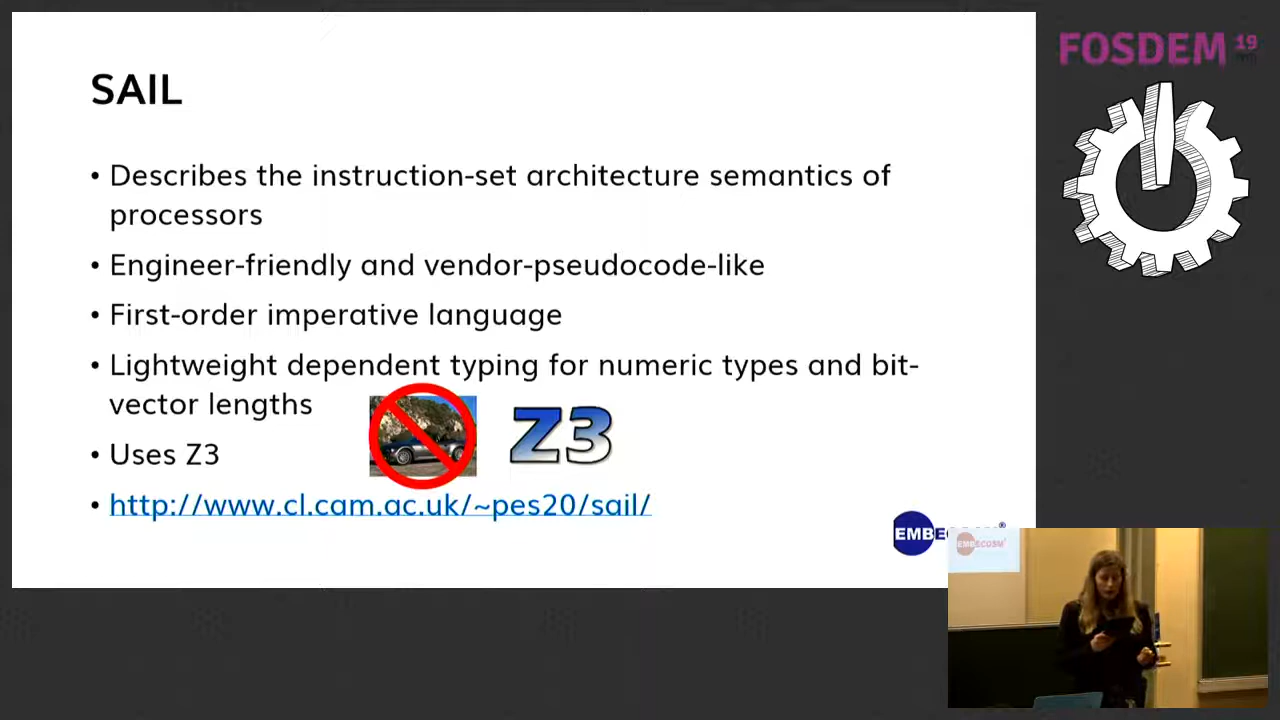 SAIL
• Describes the instruction-set architecture semantics of
processors
• Engineer-friendly and vendor-pseudocode-like
• First-order imperative language
• Lightweight dependent typing for numeric types and bit-
vector lengths
• Uses Z3
Z3
• http://www.cl.cam.ac.uk/~pes20/sail/
FOSDEM 19
EMBECOSM®